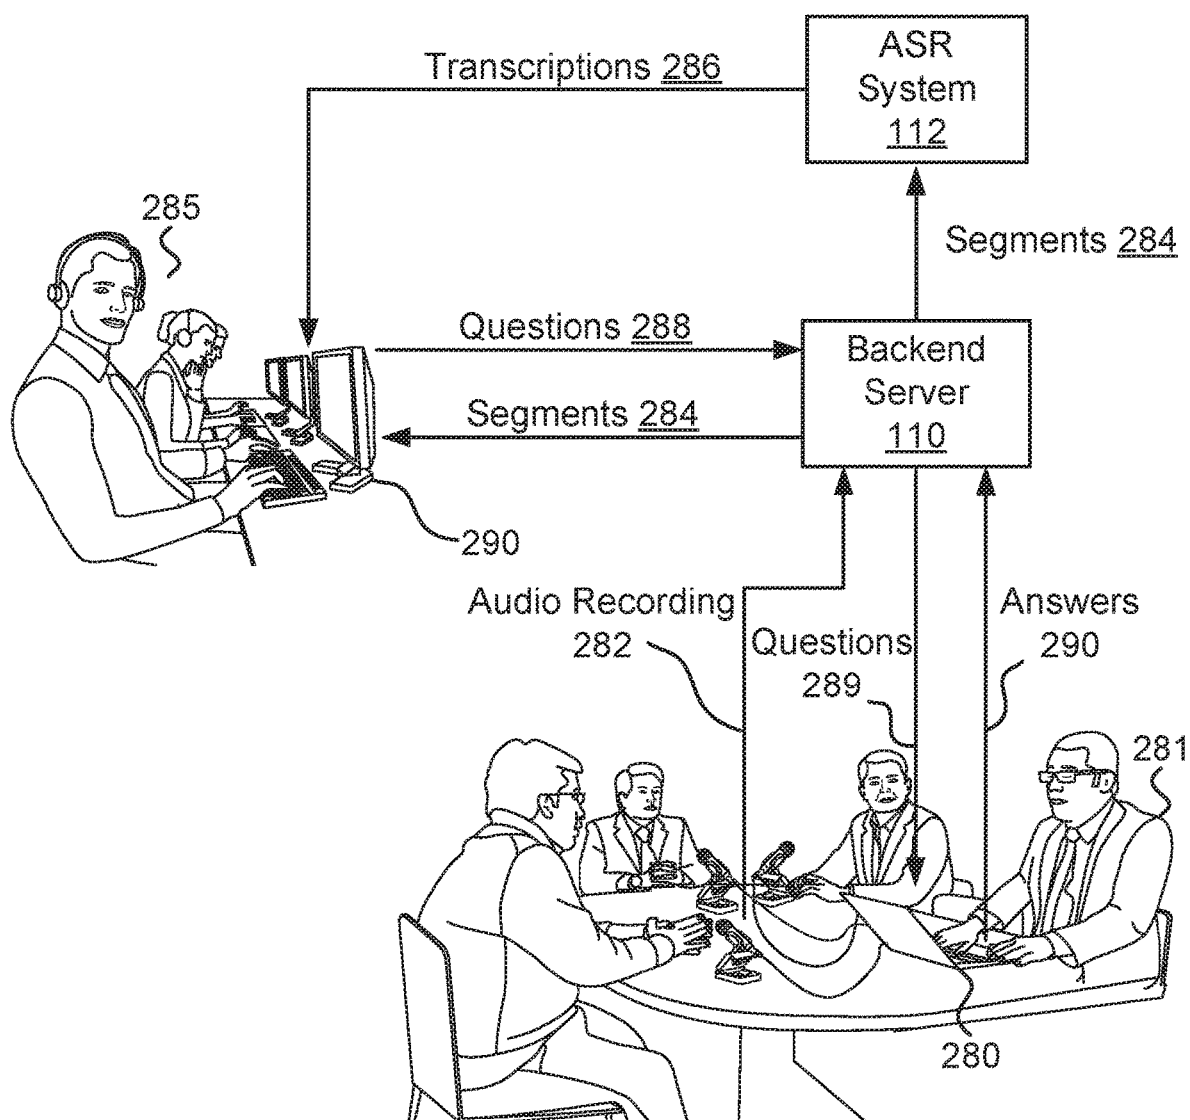 ASR
System
112
Transcriptions 286
285
Segments 284
Questions 288
Backend
Server
110
Segments 284
290
Audio Recording
282
Questions
289
Answers
290
281
280